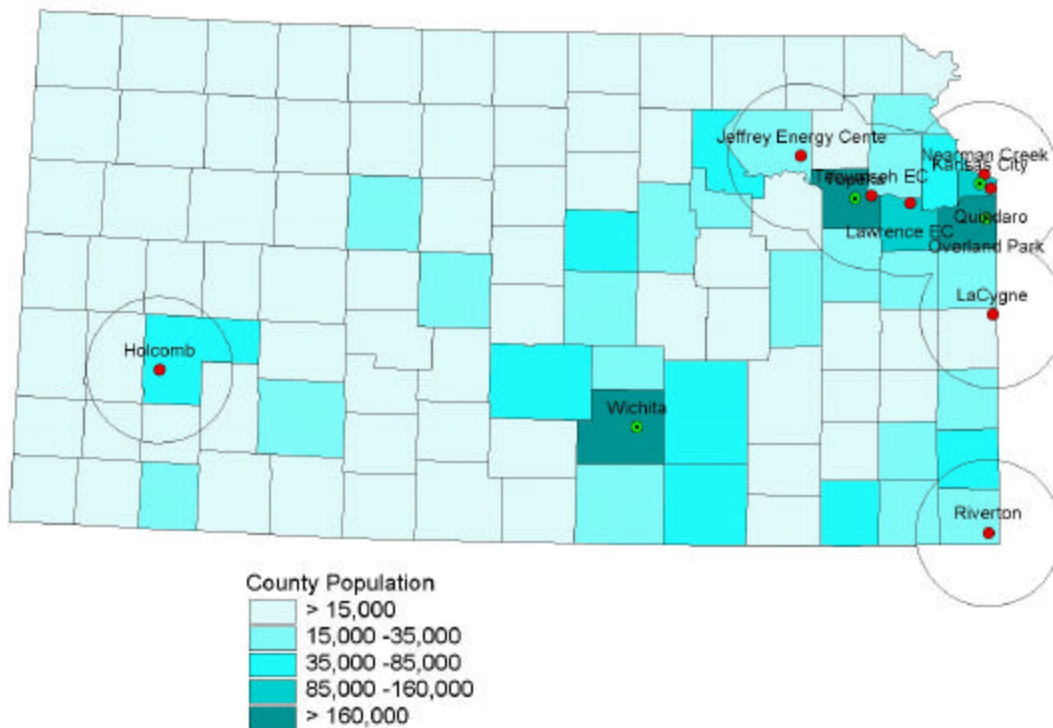 Jeffrey Energy Cente
Nearman Creek
Kansas City
Tecumseh EC
Topeka
Quindaro
Lawrence EC
Overland Park
LaCygne
Holcomb
Wichita
Riverton
County Population
> 15,000
15,000 -35,000
35,000 -85,000
85,000 -160,000
> 160,000